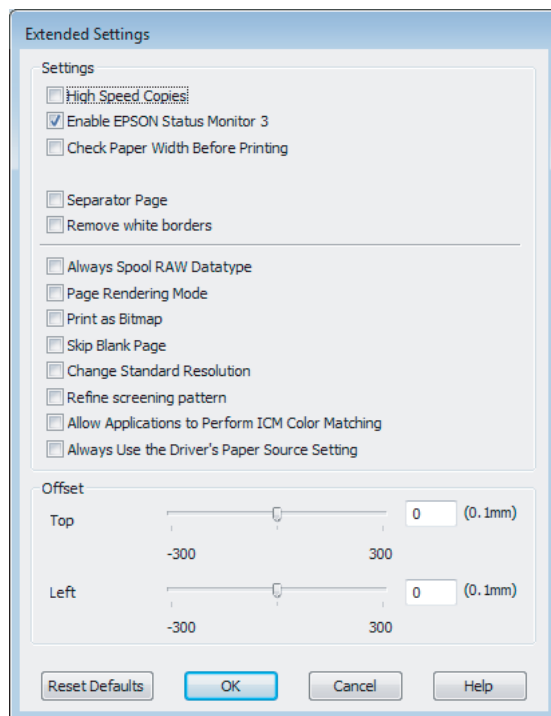 Extended Settings
Settings
High Speed Copies
Enable EPSON Status Monitor 3
Check Paper Width Before Printing
Separator Page
Remove white borders
Always Spool RAW Datatype
Page Rendering Mode
Print as Bitmap
Skip Blank Page
Change Standard Resolution
Refine screening pattern
Allow Applications to Perform ICM Color Matching
Always Use the Driver's Paper Source Setting
Offset
Top 0 (0.1mm)
-300 300
Left 0 (0.1mm)
-300 300
Reset Defaults OK Cancel Help